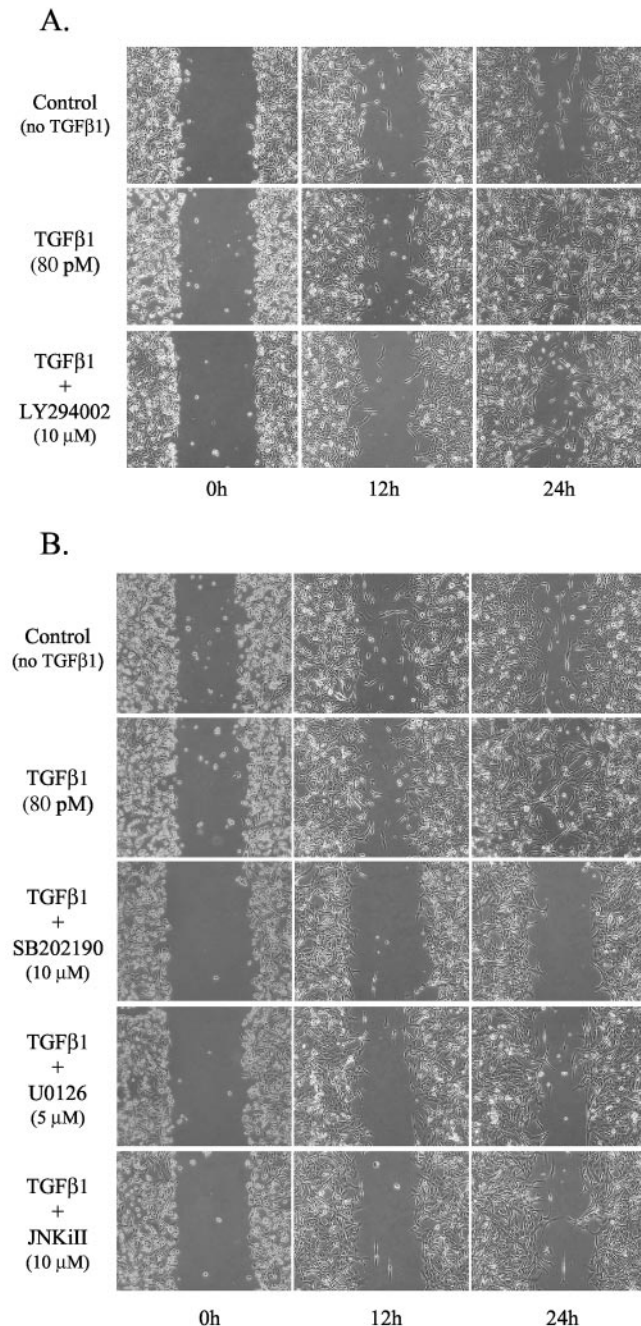 A.
Control
(no TGFβ1)
TGFβ1
(80 pM)
TGFβ1
+
LY294002
(10 μM)
0h 12h 24h
B.
Control
(no TGFβ1)
TGFβ1
(80 pM)
TGFβ1
+
SB202190
(10 μM)
TGFβ1
+
U0126
(5 μM)
TGFβ1
+
JNKiII
(10 μM)
0h 12h 24h